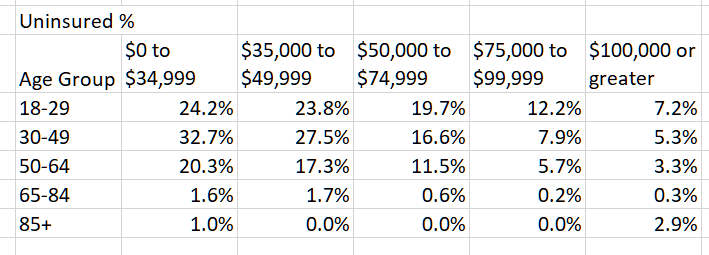 Uninsured %
$0 to $35,000 to $50,000 to $75,000 to $100,000 or
Age Group $34,999 $49,999 $74,999 $99,999 greater
18-29 24.2% 23.8% 19.7% 12.2% 7.2%
30-49 32.7% 27.5% 16.6% 7.9% 5.3%
50-64 20.3% 17.3% 11.5% 5.7% 3.3%
65-84 1.6% 1.7% 0.6% 0.2% 0.3%
85+ 1.0% 0.0% 0.0% 0.0% 2.9%